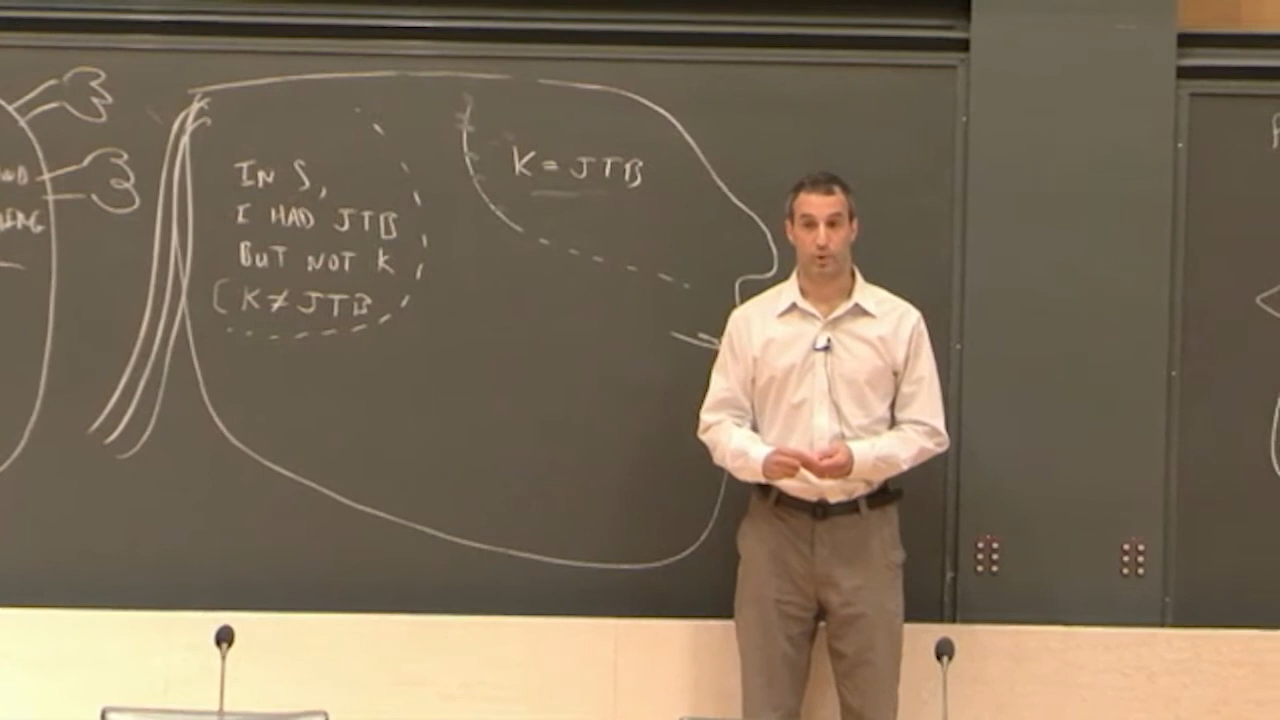 IN S,
I HAD JTB
BUT NOT K
(K ≠ JTB
K = JTB